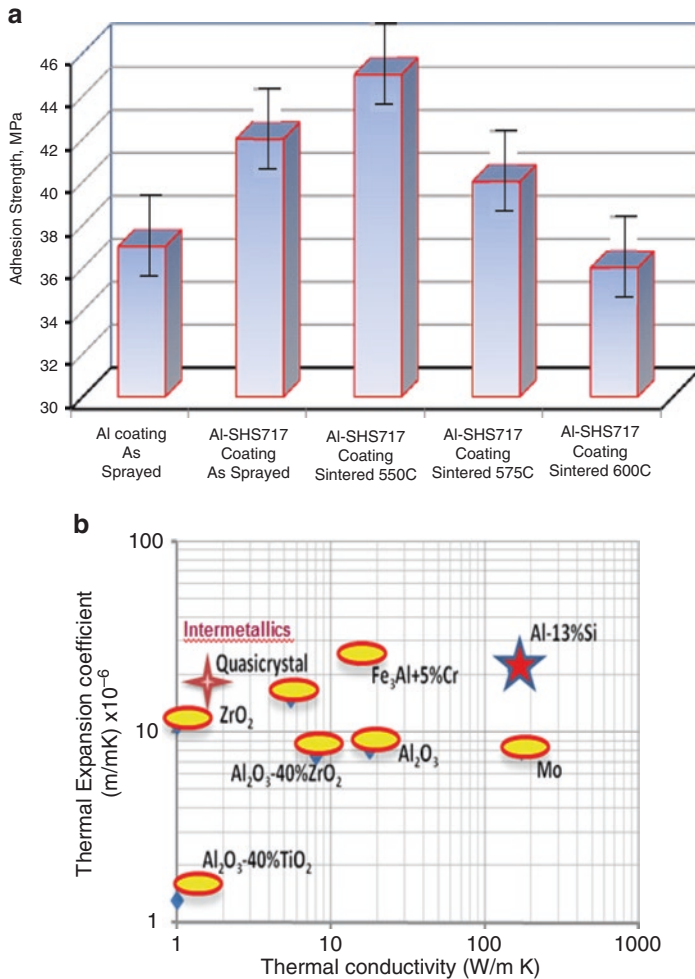 a
46
44
42
40
38
36
34
32
30
Adhesion Strength, MPa
Al coating
As
Sprayed
Al-SHS717
Coating
As Sprayed
Al-SHS717
Coating
Sintered 550C
Al-SHS717
Coating
Sintered 575C
Al-SHS717
Coating
Sintered 600C
b
Thermal Expansion coefficient
(m/mK) x10⁻⁶
100
10
1
Intermetallics
Quasicrystal
ZrO₂
Fe₃Al+5%Cr
Al-13%Si
Al₂O₃-40%ZrO₂
Al₂O₃
Mo
Al₂O₃-40%TiO₂
1
10
100
1000
Thermal conductivity (W/m K)